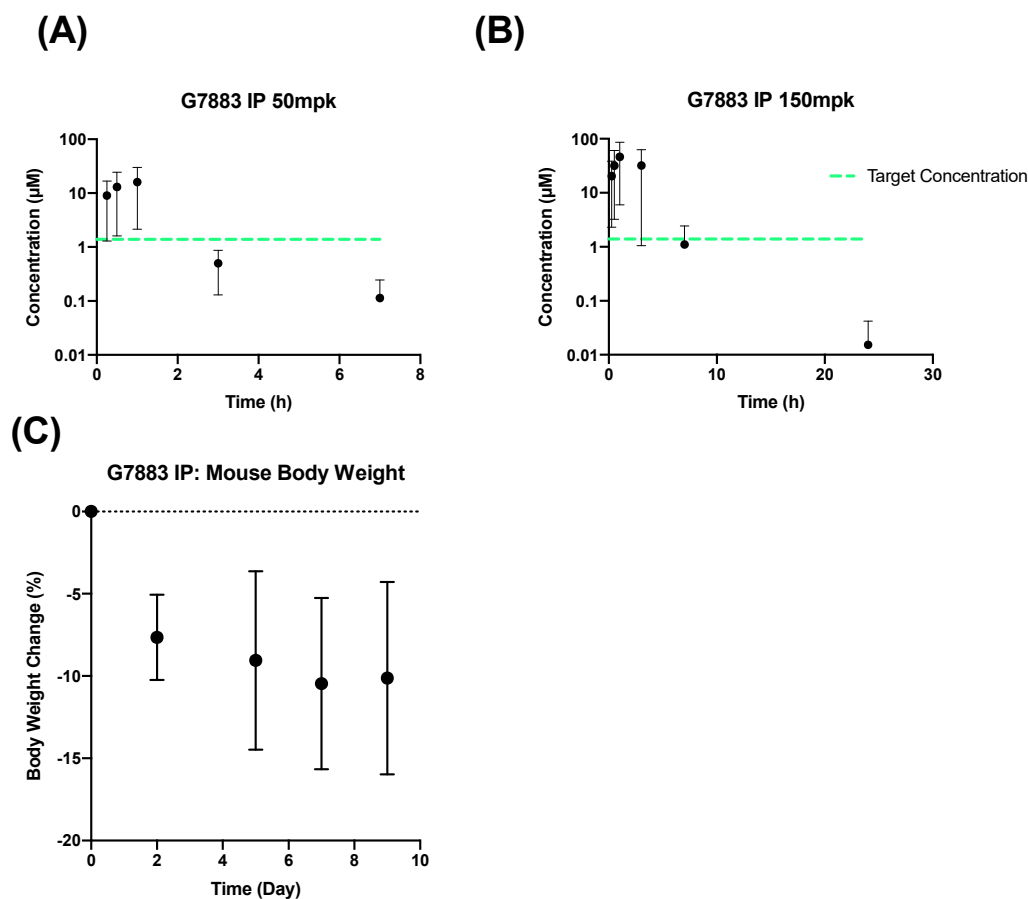 (A)
G7883 IP 50mpk
Concentration (µM)
100
10
1
0.1
0.01
0 2 4 6 8
Time (h)
(B)
G7883 IP 150mpk
Concentration (µM)
100
10
1
0.1
0.01
0 10 20 30
Time (h)
Target Concentration
(C)
G7883 IP: Mouse Body Weight
Body Weight Change (%)
0
-5
-10
-15
-20
0 2 4 6 8 10
Time (Day)